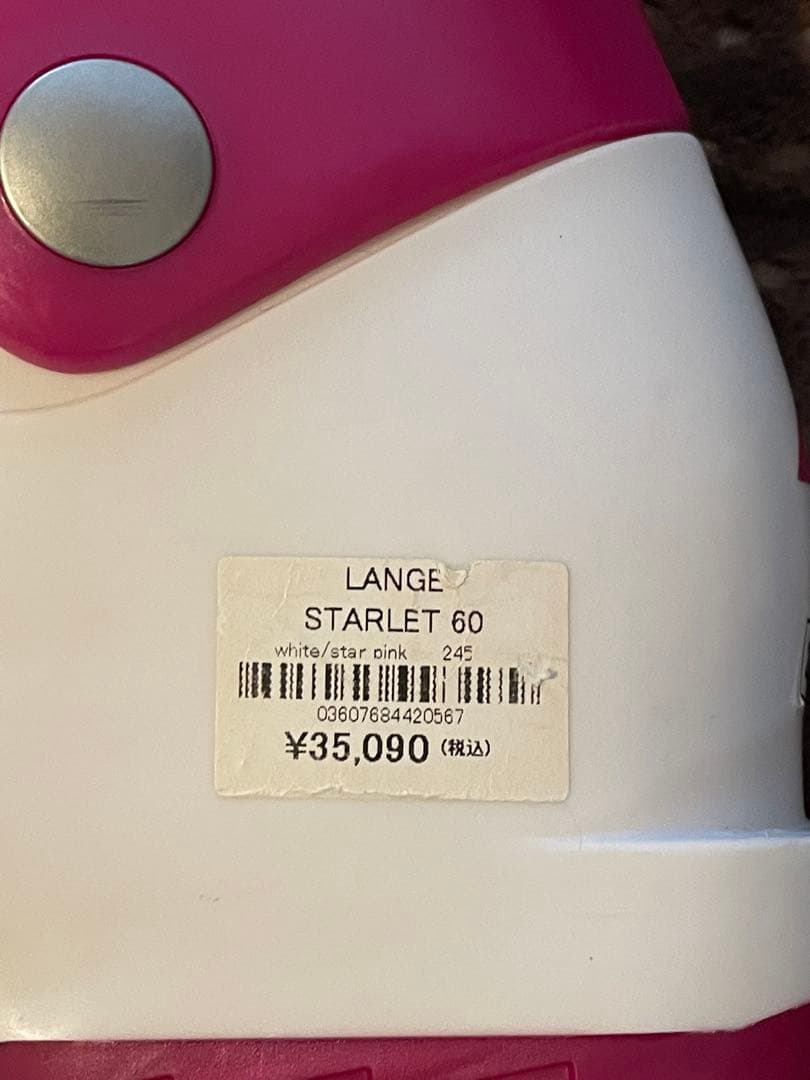 LANGE
STARLET 60
white/star pink 245
03607684420567
¥35,090(税込)